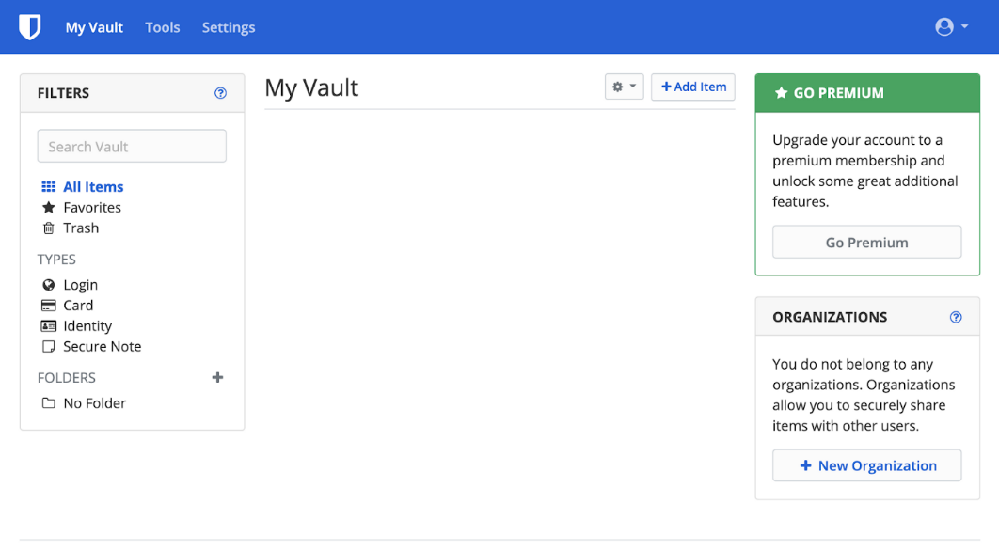 My Vault Tools Settings
FILTERS
Search Vault
All Items
Favorites
Trash
TYPES
Login
Card
Identity
Secure Note
FOLDERS
No Folder
My Vault
Add Item
GO PREMIUM
Upgrade your account to a
premium membership and
unlock some great additional
features.
Go Premium
ORGANIZATIONS
You do not belong to any
organizations. Organizations
allow you to securely share
items with other users.
New Organization